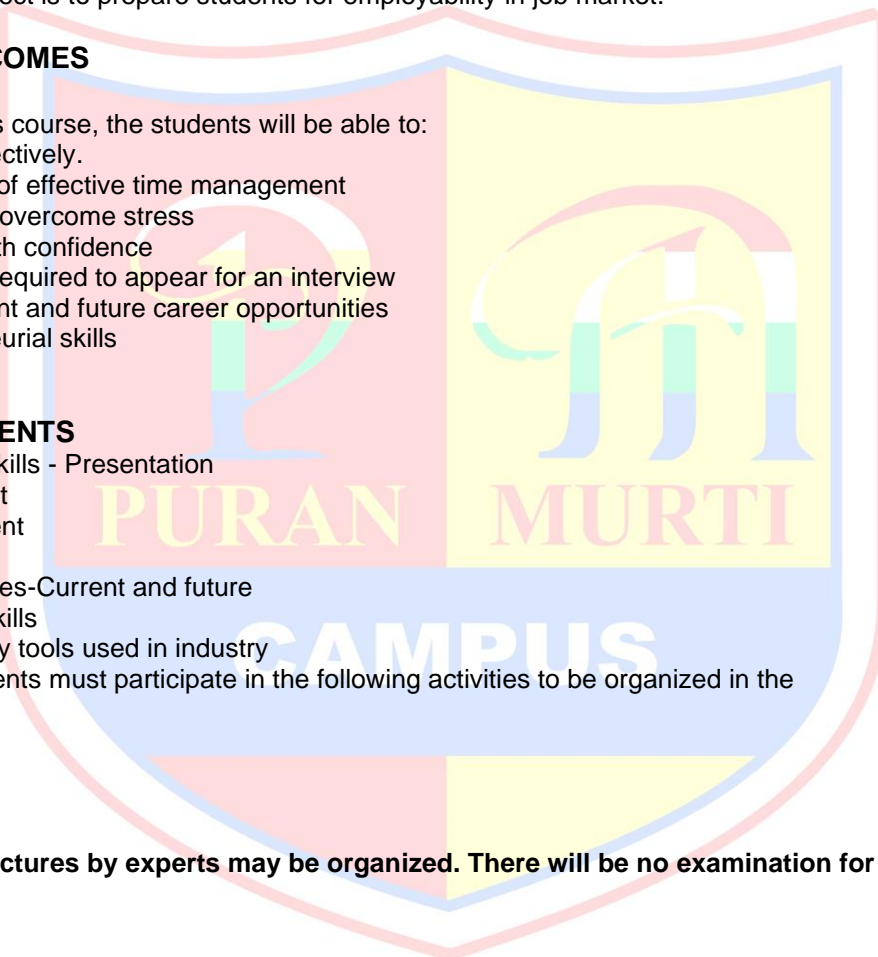 ect is to prepare students for employability in job market.
COMES
s course, the students will be able to:
ectively.
of effective time management
overcome stress
th confidence
equired to appear for an interview
nt and future career opportunities
eurial skills
ENTS
kills - Presentation
t
ent
PURAN MURTI
es-Current and future
kills
y tools used in industry
CAMPUS
ents must participate in the following activities to be organized in the
ctures by experts may be organized. There will be no examination for